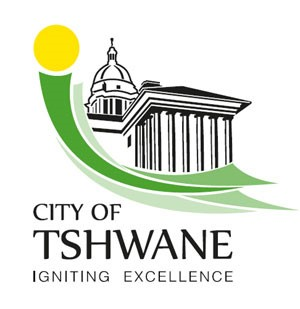 CITY OF
TSHWANE
IGNITING EXCELLENCE